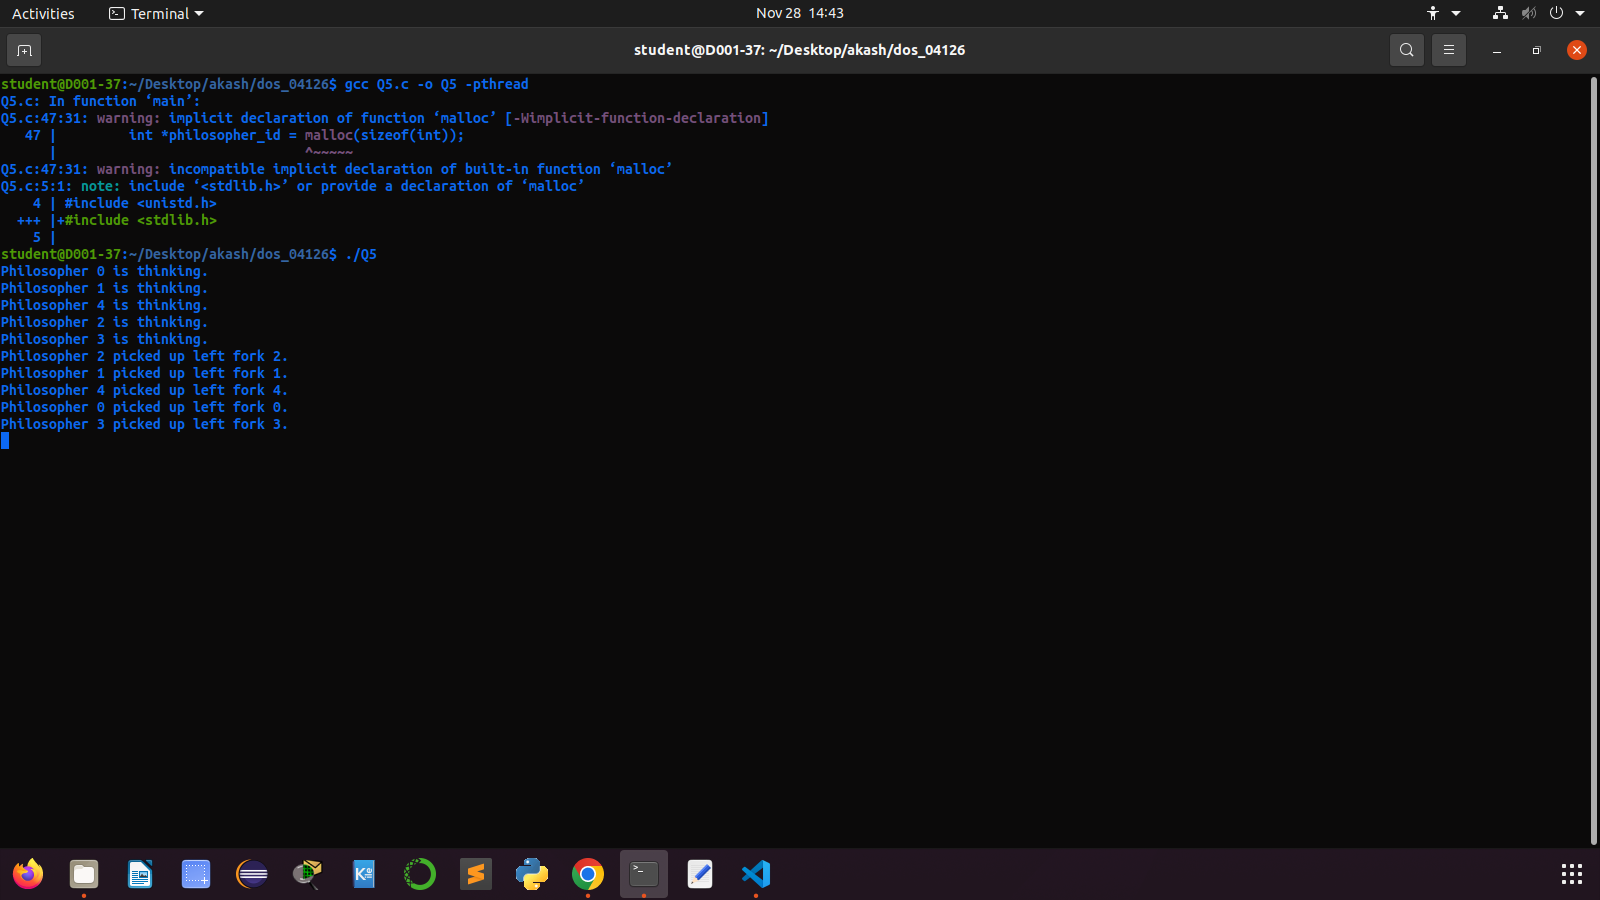 Activities
Terminal
Nov 28 14:43
student@D001-37: ~/Desktop/akash/dos_04126
student@D001-37:~/Desktop/akash/dos_04126$ gcc Q5.c -o Q5 -pthread
Q5.c: In function ‘main’:
Q5.c:47:31: warning: implicit declaration of function ‘malloc’ [-Wimplicit-function-declaration]
   47 |         int *philosopher_id = malloc(sizeof(int));
      |                               ^~~~~~
Q5.c:47:31: warning: incompatible implicit declaration of built-in function ‘malloc’
Q5.c:5:1: note: include ‘<stdlib.h>’ or provide a declaration of ‘malloc’
    4 | #include <unistd.h>
  +++ |+#include <stdlib.h>
    5 |
student@D001-37:~/Desktop/akash/dos_04126$ ./Q5
Philosopher 0 is thinking.
Philosopher 1 is thinking.
Philosopher 4 is thinking.
Philosopher 2 is thinking.
Philosopher 3 is thinking.
Philosopher 2 picked up left fork 2.
Philosopher 1 picked up left fork 1.
Philosopher 4 picked up left fork 4.
Philosopher 0 picked up left fork 0.
Philosopher 3 picked up left fork 3.